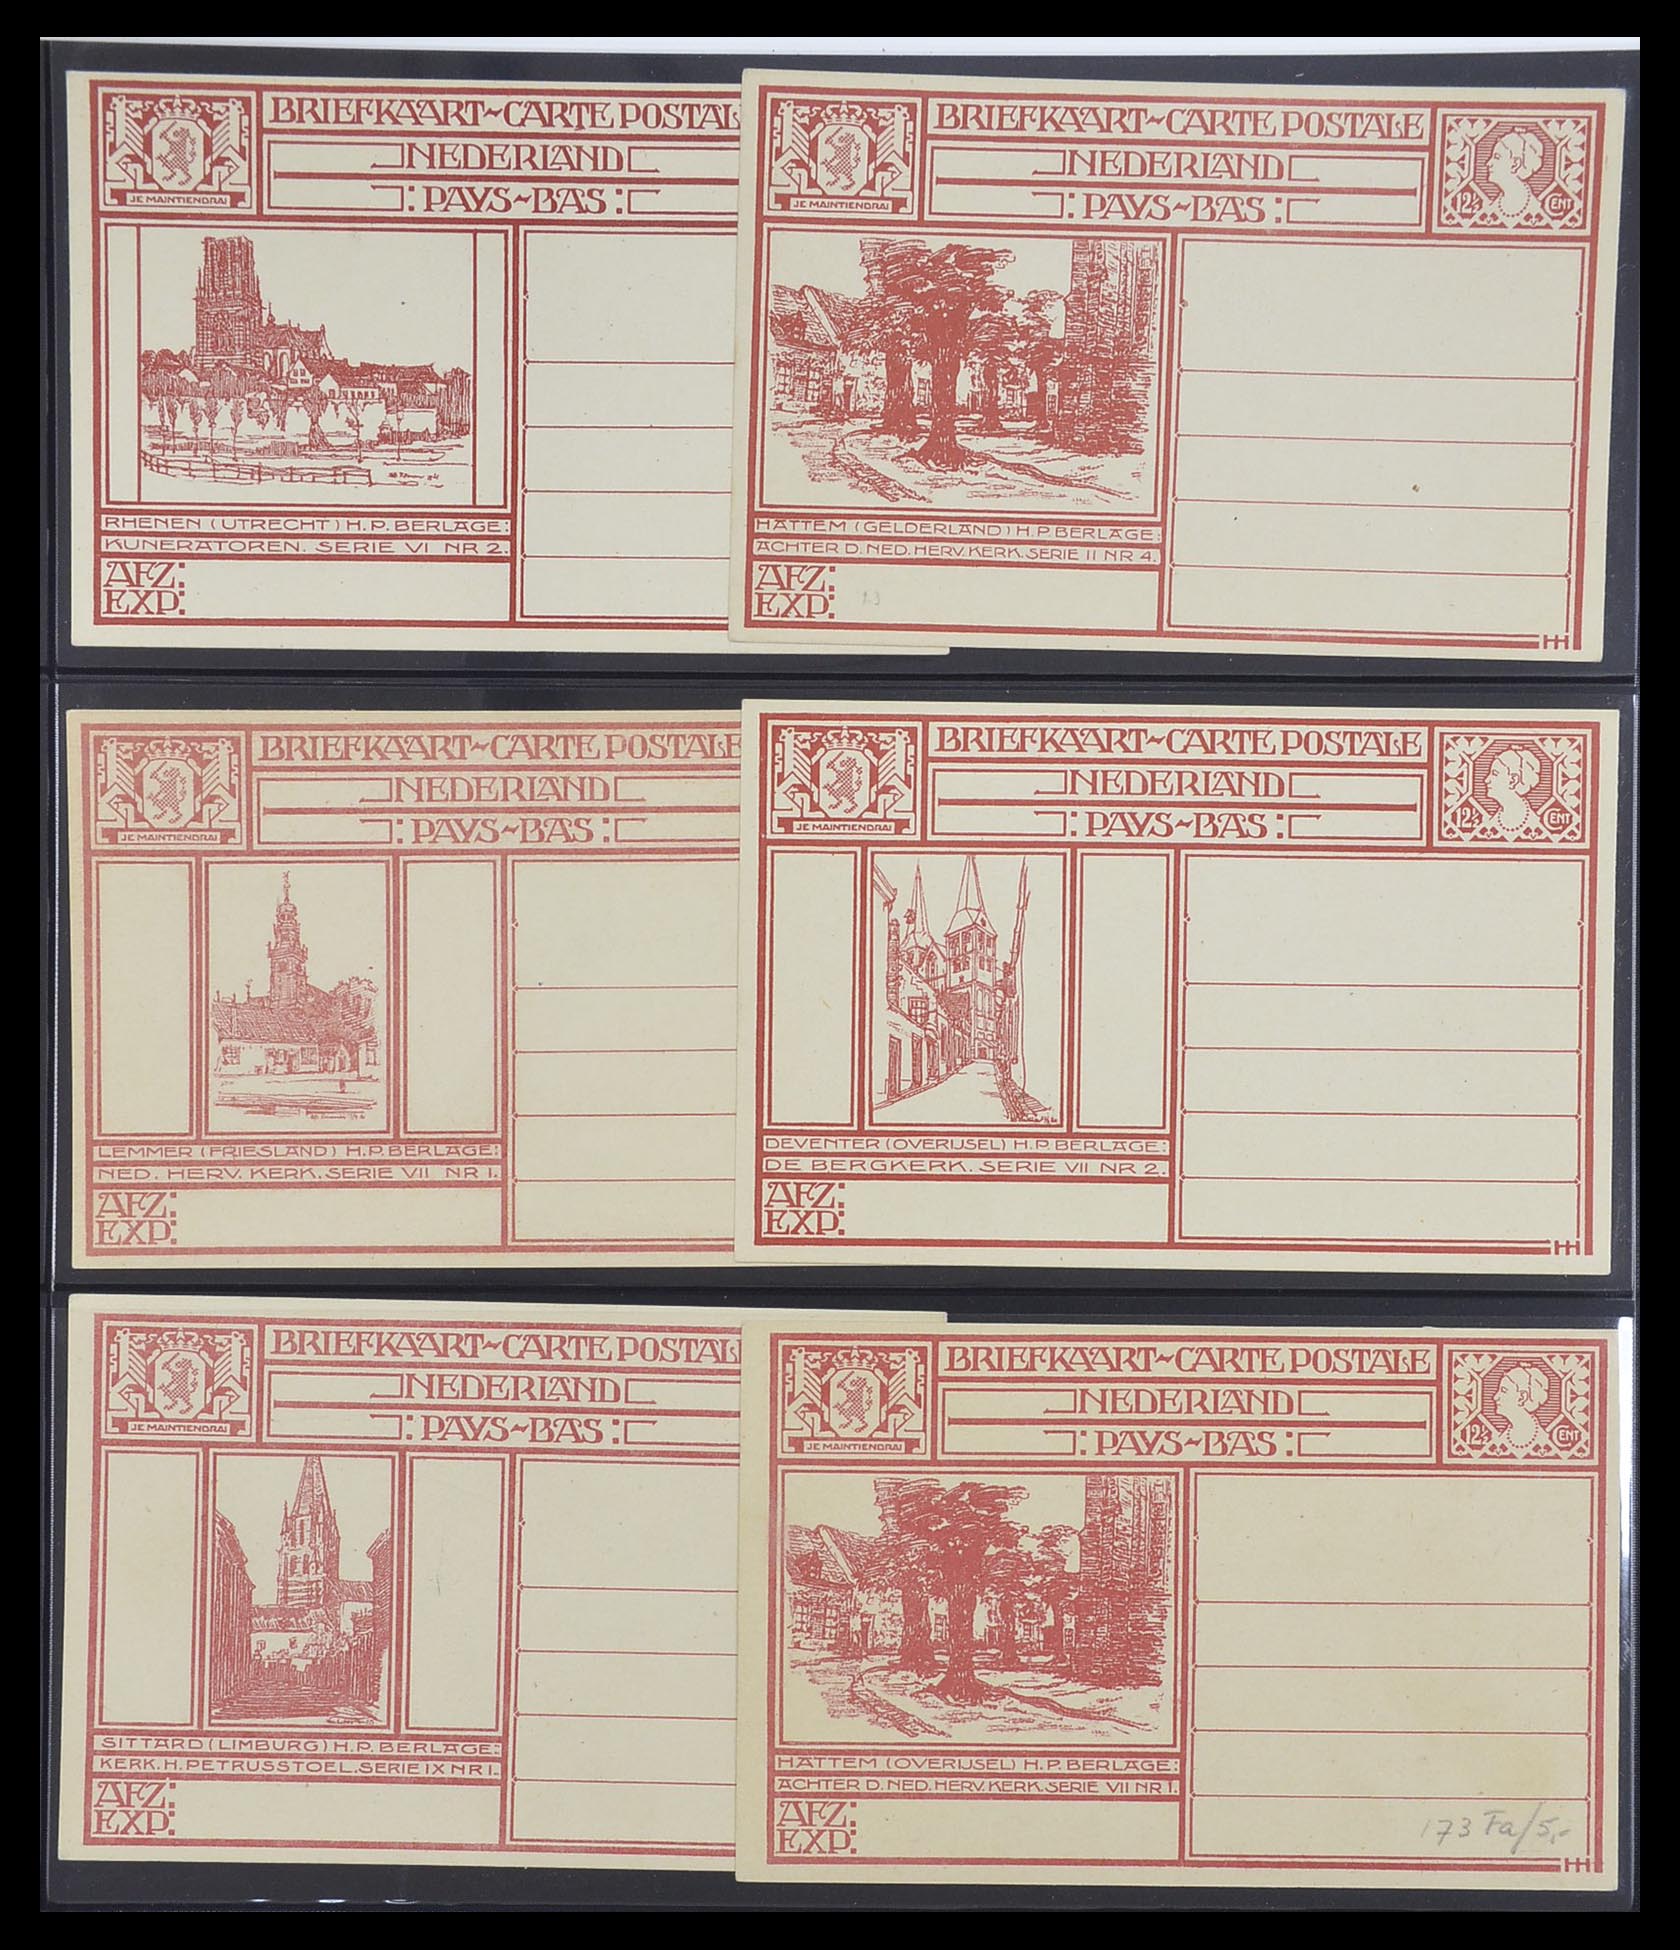 BRIEFKAART~CARTE POSTAL
NEDERLAND
: PAYS~BAS :
JE MAINTIENDRAI
RHENEN (UTRECHT) H.P. BERLAGE:
KUNERATOREN. SERIE VI NR 2.
AFZ:
EXP:
BRIEFKAART~CARTE POSTALE
NEDERLAND
: PAYS~BAS :
JE MAINTIENDRAI
12½ CENT
HATTEM (GELDERLAND) H.P. BERLAGE:
ACHTER D. NED. HERV. KERK. SERIE II NR 4.
AFZ:
EXP:
BRIEFKAART~CARTE POSTALE
NEDERLAND
: PAYS~BAS :
JE MAINTIENDRAI
LEMMER (FRIESLAND) H.P. BERLAGE:
NED. HERV. KERK. SERIE VII NR 1.
AFZ:
EXP:
BRIEFKAART~CARTE POSTALE
NEDERLAND
: PAYS~BAS :
JE MAINTIENDRAI
12½ CENT
DEVENTER (OVERIJSEL) H.P. BERLAGE:
DE BERGKERK. SERIE VII NR 2.
AFZ:
EXP:
BRIEFKAART~CARTE POSTAL
NEDERLAND
: PAYS~BAS :
JE MAINTIENDRAI
SITTARD (LIMBURG) H.P. BERLAGE:
KERK. H. PETRUSSTOEL. SERIE IX NR 1.
AFZ:
EXP:
BRIEFKAART~CARTE POSTALE
NEDERLAND
: PAYS~BAS :
JE MAINTIENDRAI
12½ CENT
HATTEM (OVERIJSEL) H.P. BERLAGE:
ACHTER D. NED. HERV. KERK. SERIE VII NR 1.
AFZ:
EXP:
173 Fa/5,-